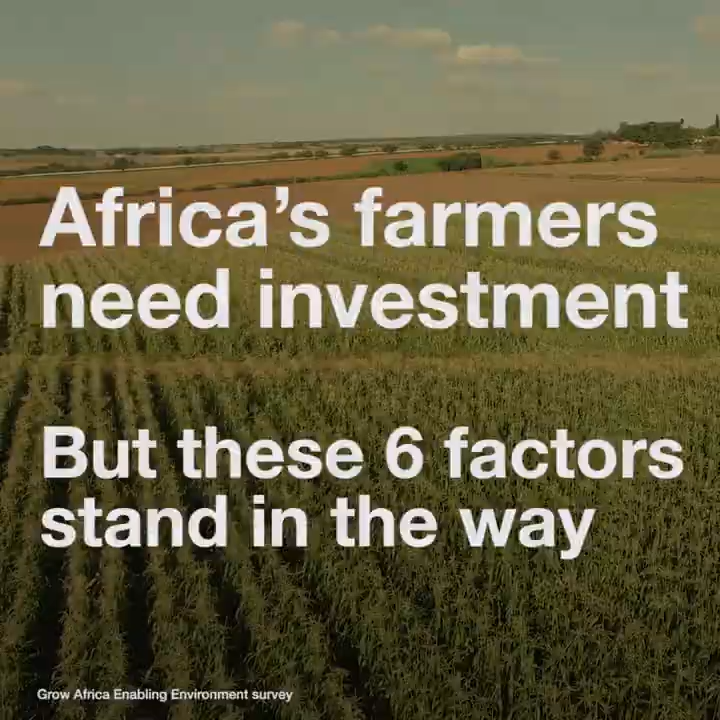 Africa’s farmers
need investment
But these 6 factors
stand in the way
Grow Africa Enabling Environment survey